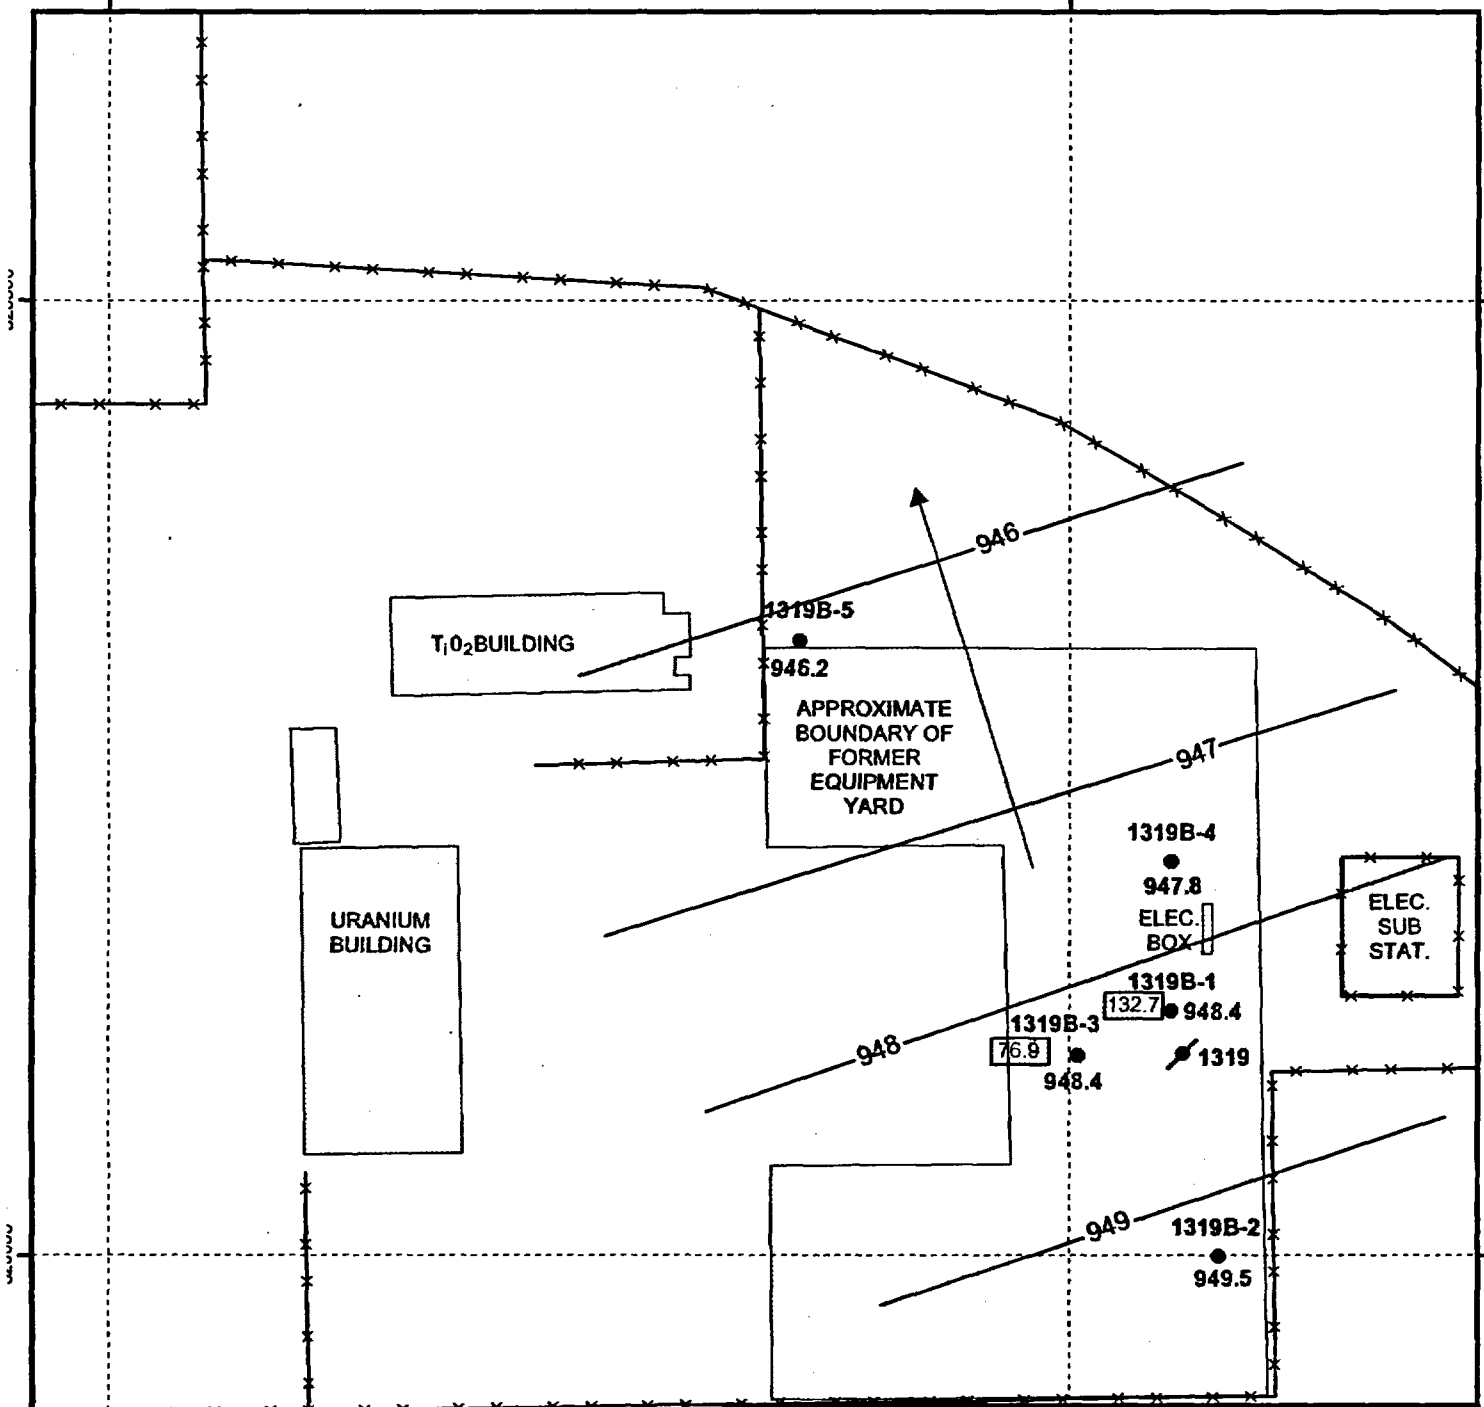 946
1319B-5
TiO2BUILDING
946.2
APPROXIMATE
BOUNDARY OF
FORMER
EQUIPMENT
YARD
947
1319B-4
947.8
ELEC.
BOX
ELEC.
SUB
STAT.
URANIUM
BUILDING
1319B-1
132.7
948.4
1319B-3
76.9
948.4
1319
948
949
1319B-2
949.5